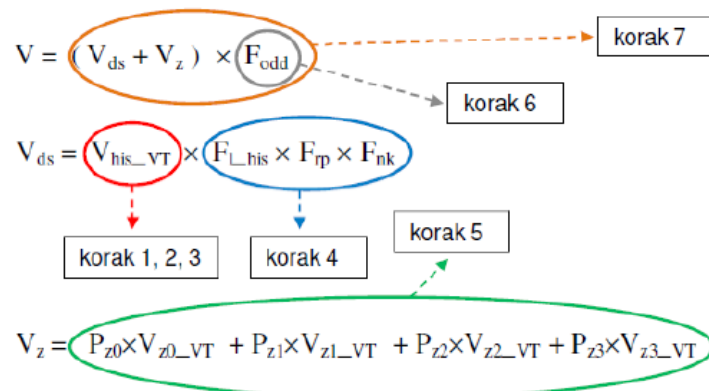 V = ( V_ds + V_z ) × F_odd
korak 7
korak 6
V_ds = V_his_VT × F_L_his × F_rp × F_nk
korak 1, 2, 3
korak 4
korak 5
V_z = P_z0×V_z0_VT + P_z1×V_z1_VT + P_z2×V_z2_VT + P_z3×V_z3_VT